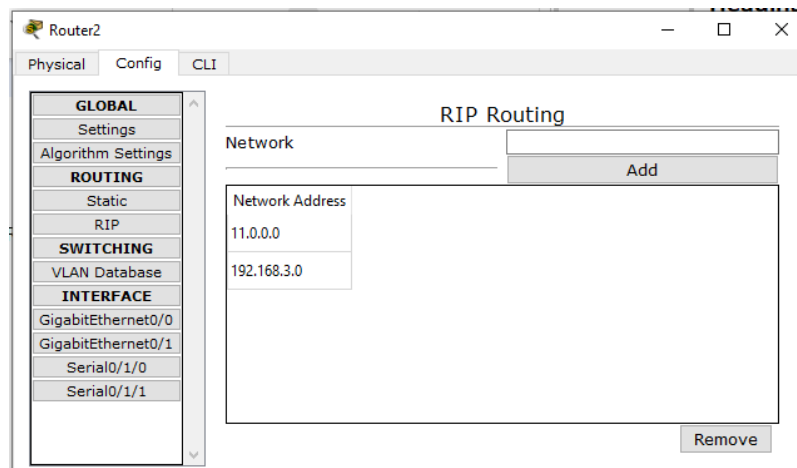 Router2
Physical
Config
CLI
GLOBAL
Settings
Algorithm Settings
ROUTING
Static
RIP
SWITCHING
VLAN Database
INTERFACE
GigabitEthernet0/0
GigabitEthernet0/1
Serial0/1/0
Serial0/1/1
RIP Routing
Network
Add
Network Address
11.0.0.0
192.168.3.0
Remove